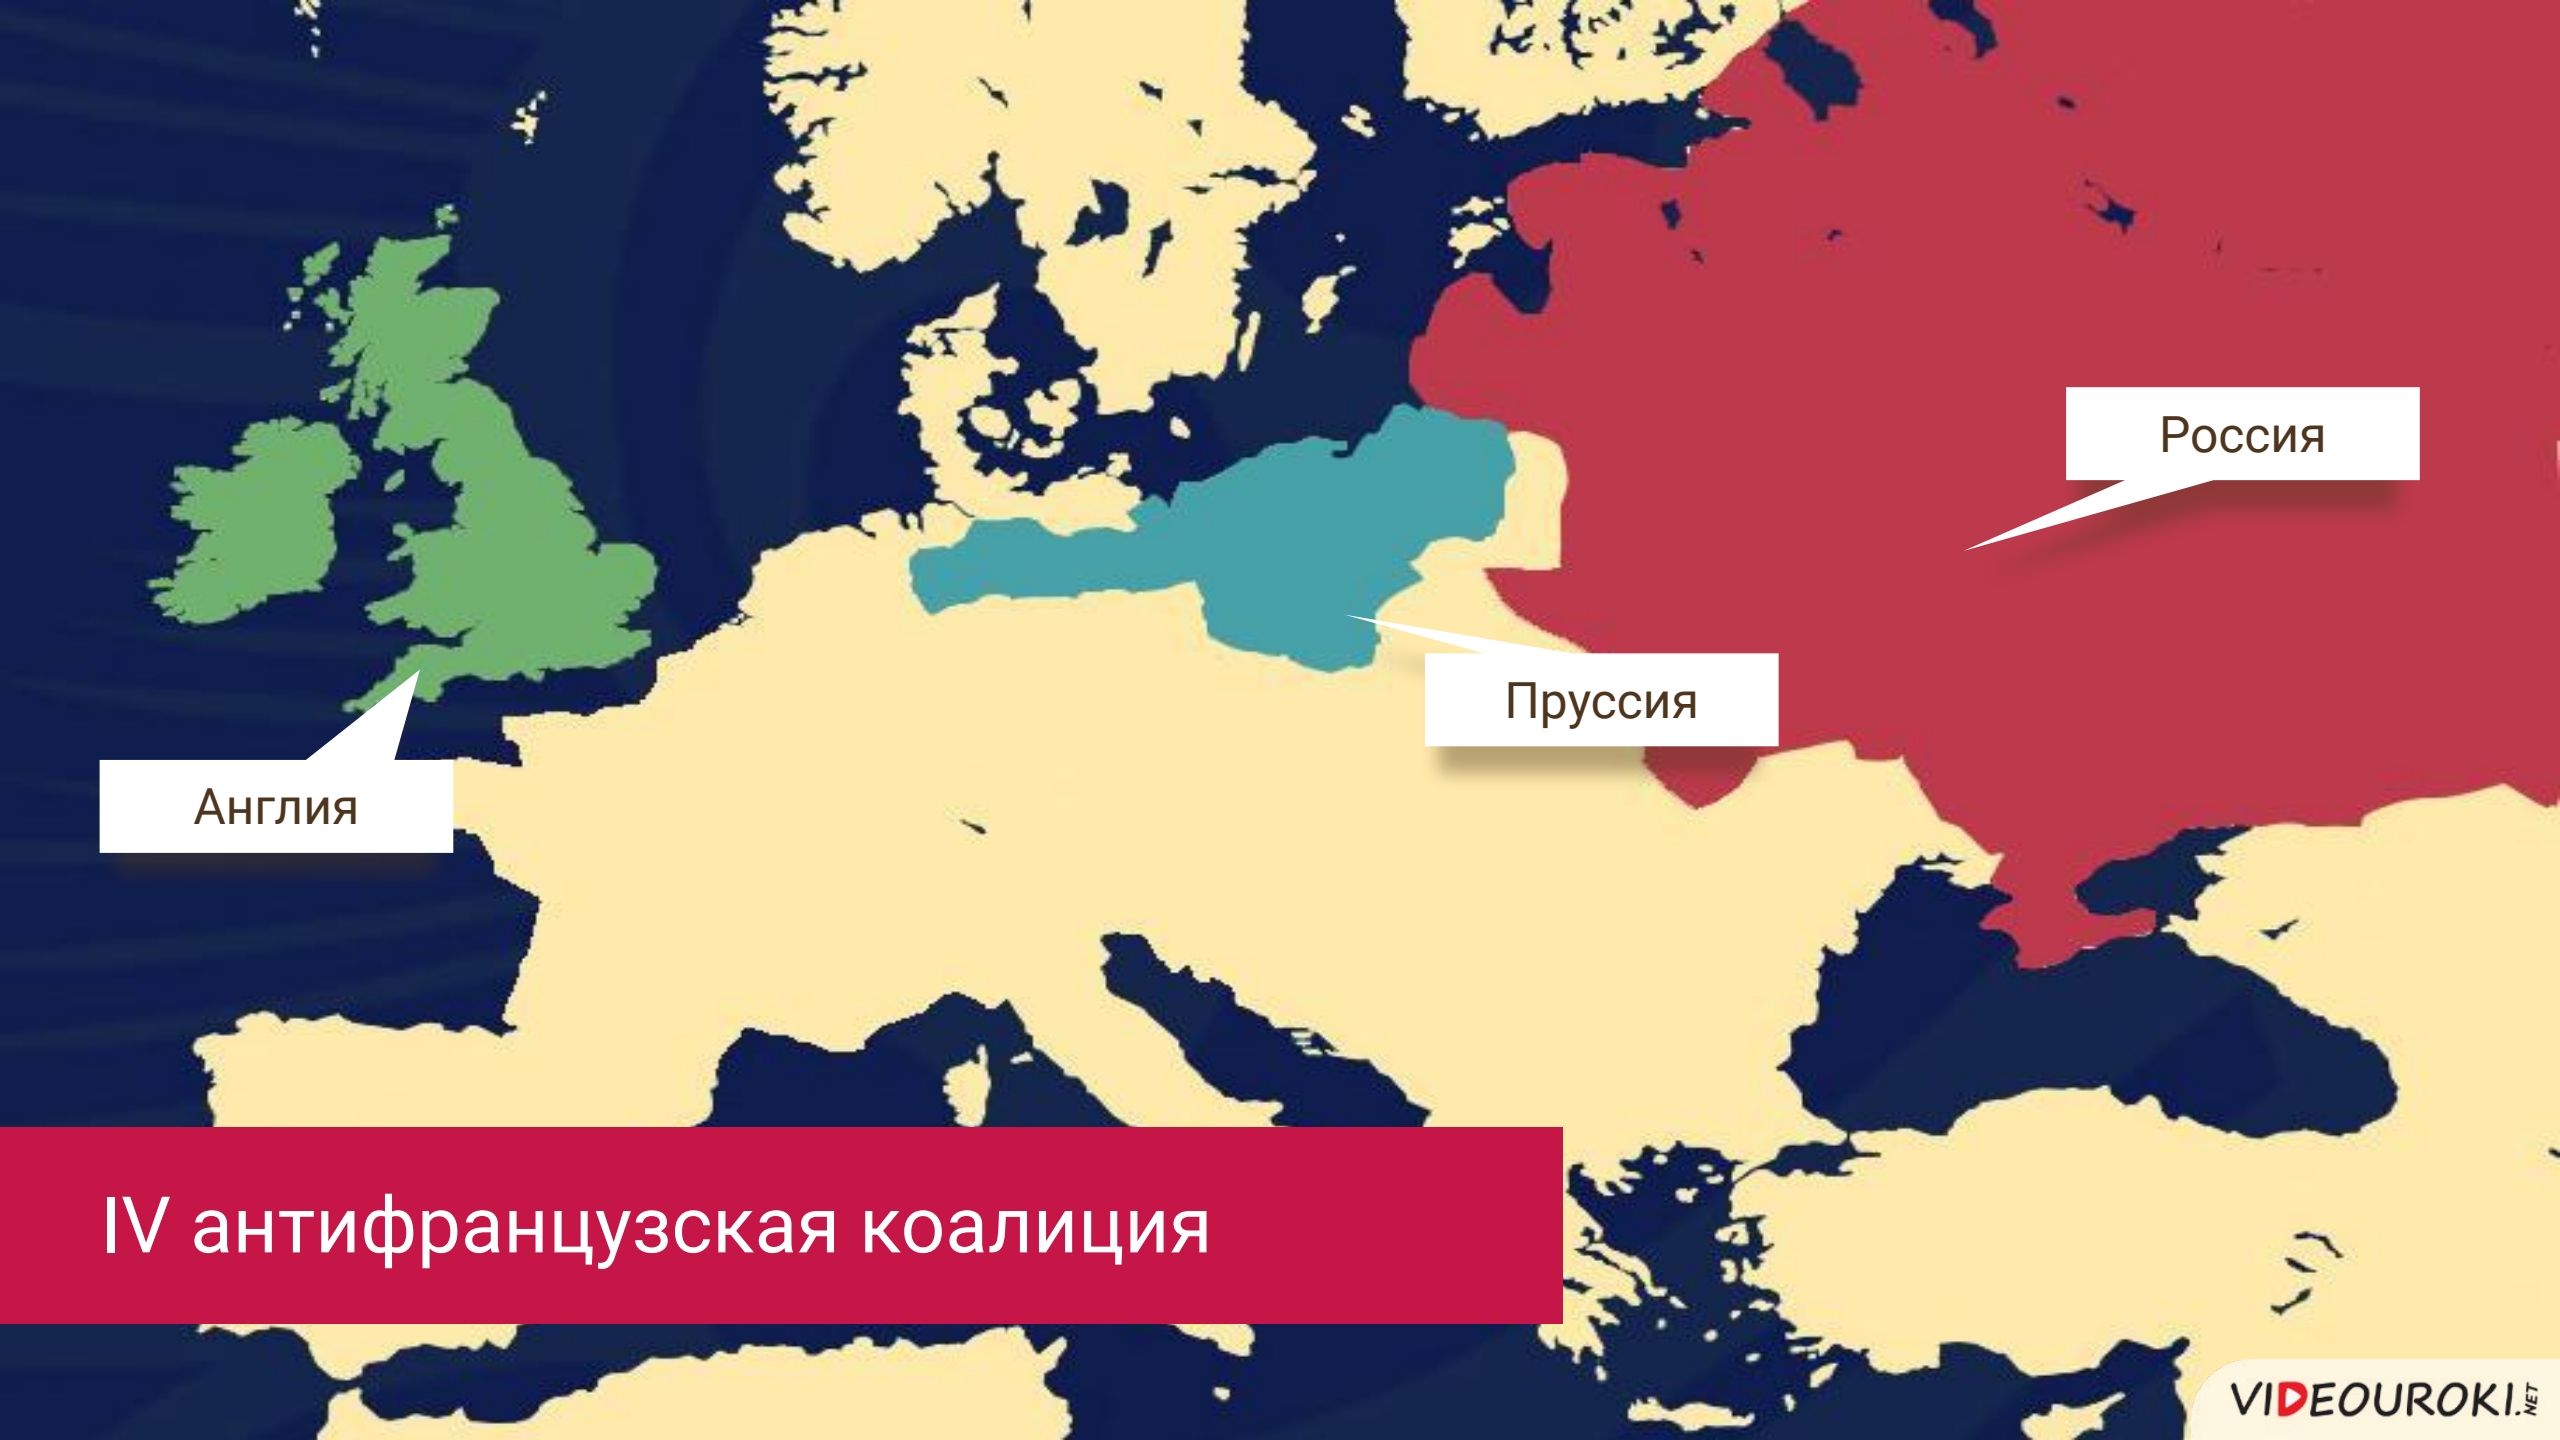 Россия
Пруссия
Англия
IV антифранцузская коалиция
VIDEOUROKI.NET